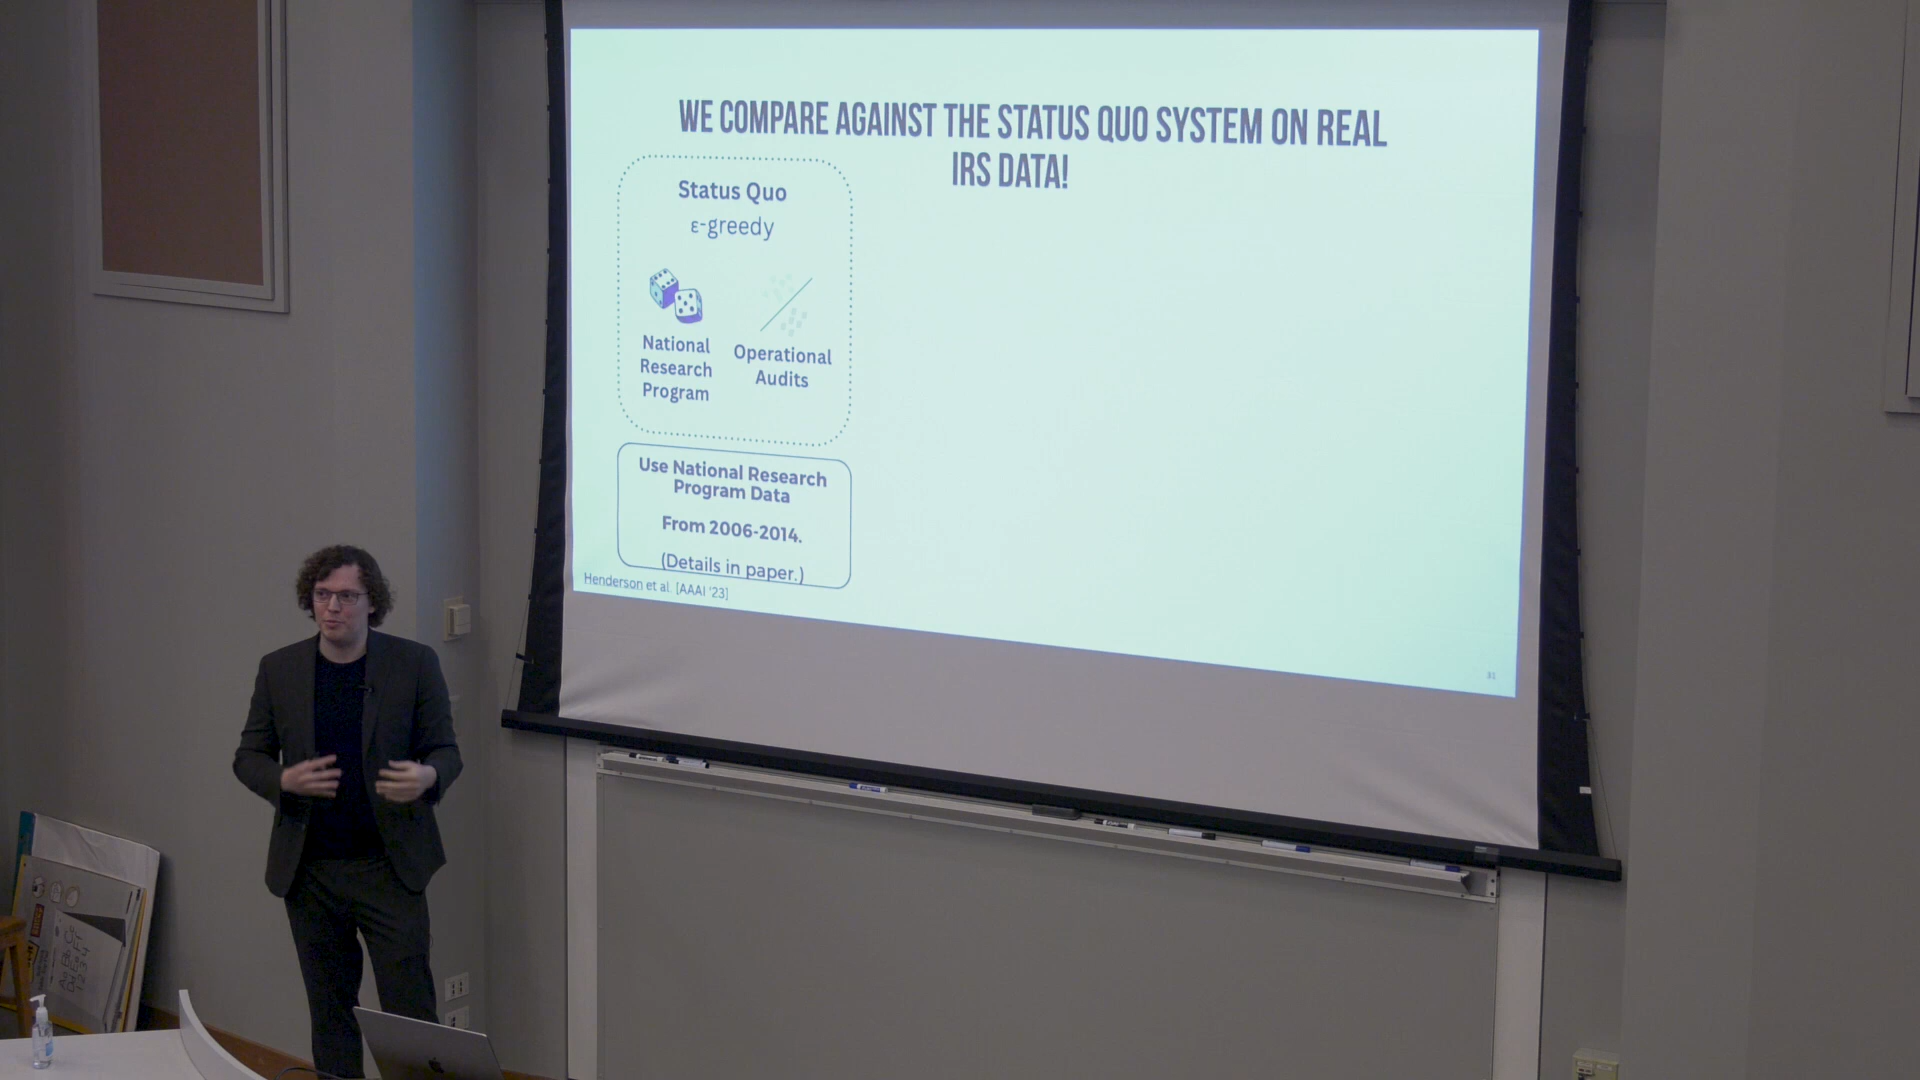 WE COMPARE AGAINST THE STATUS QUO SYSTEM ON REAL
IRS DATA!
Status Quo
ε-greedy
National
Research
Program
Operational
Audits
Use National Research
Program Data
From 2006-2014.
(Details in paper.)
Henderson et al. [AAAI '23]
31